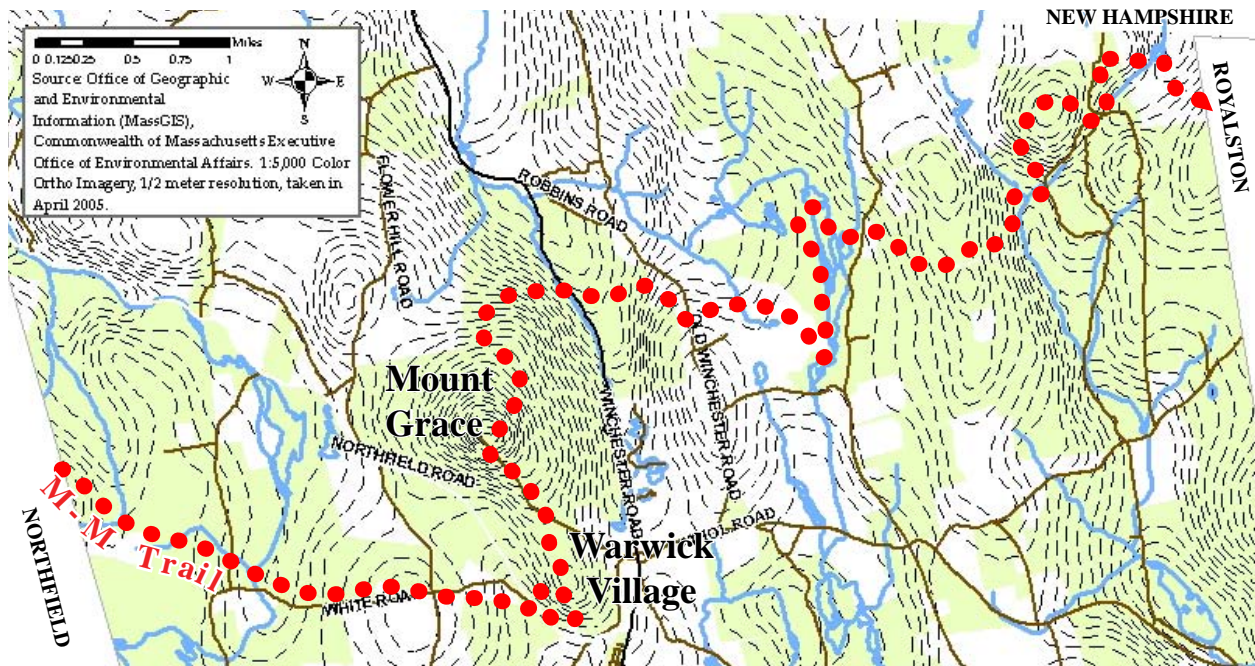 NEW HAMPSHIRE
ROYALSTON
Miles
0 0.125 0.25 0.5 0.75 1
N
W E
S
Source: Office of Geographic
and Environmental
Information (MassGIS),
Commonwealth of Massachusetts Executive
Office of Environmental Affairs. 1:5,000 Color
Ortho Imagery, 1/2 meter resolution, taken in
April 2005.
FLOWER HILL ROAD
ROBBINS ROAD
OLD WINCHESTER ROAD
WINCHESTER ROAD
Mount
Grace
NORTHFIELD ROAD
M-M Trail
NORTHFIELD
Warwick
Village
WHITE ROA
HOL ROAD